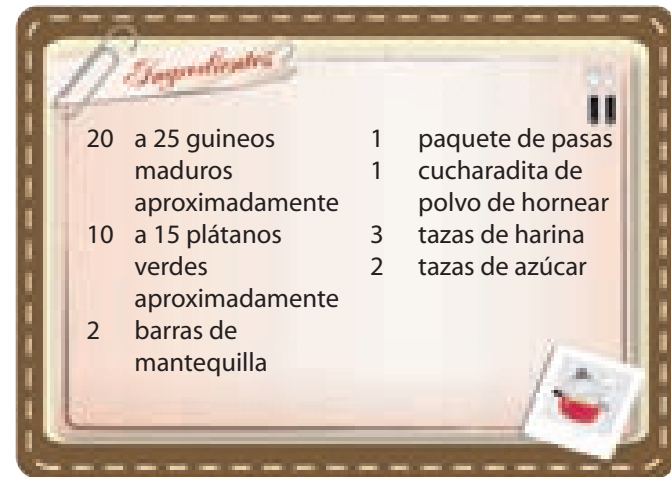 Ingredientes
20 a 25 guineos
maduros
aproximadamente
10 a 15 plátanos
verdes
aproximadamente
2 barras de
mantequilla
1 paquete de pasas
1 cucharadita de
polvo de hornear
3 tazas de harina
2 tazas de azúcar